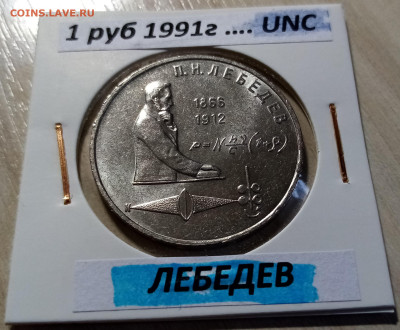 COINS.LAVE.RU
1 руб 1991г .... UNC
П.Н.ЛЕБЕДЕВ
1866
1912
ЛЕБЕДЕВ